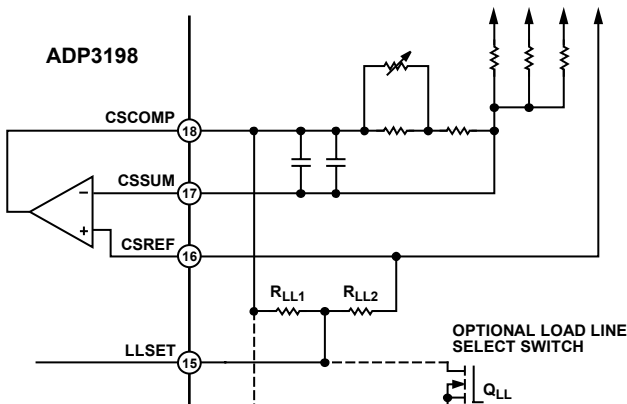 ADP3198
CSCOMP
18
CSSUM
17
CSREF
16
RLL1
RLL2
LLSET
15
OPTIONAL LOAD LINE
SELECT SWITCH
QLL
−
+